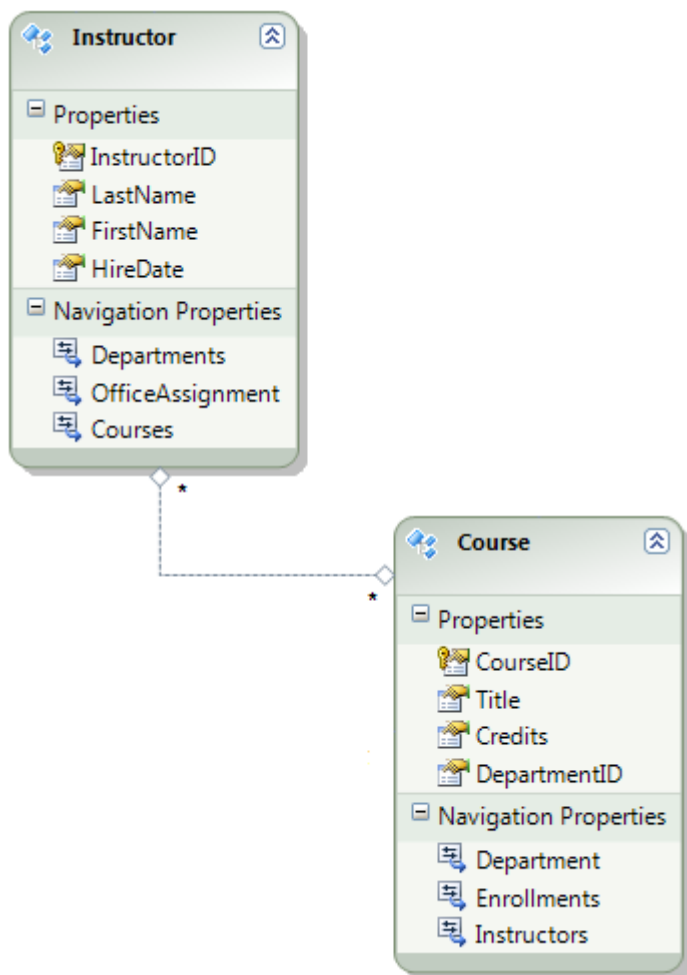 Instructor
Properties
InstructorID
LastName
FirstName
HireDate
Navigation Properties
Departments
OfficeAssignment
Courses
*
*
Course
Properties
CourseID
Title
Credits
DepartmentID
Navigation Properties
Department
Enrollments
Instructors